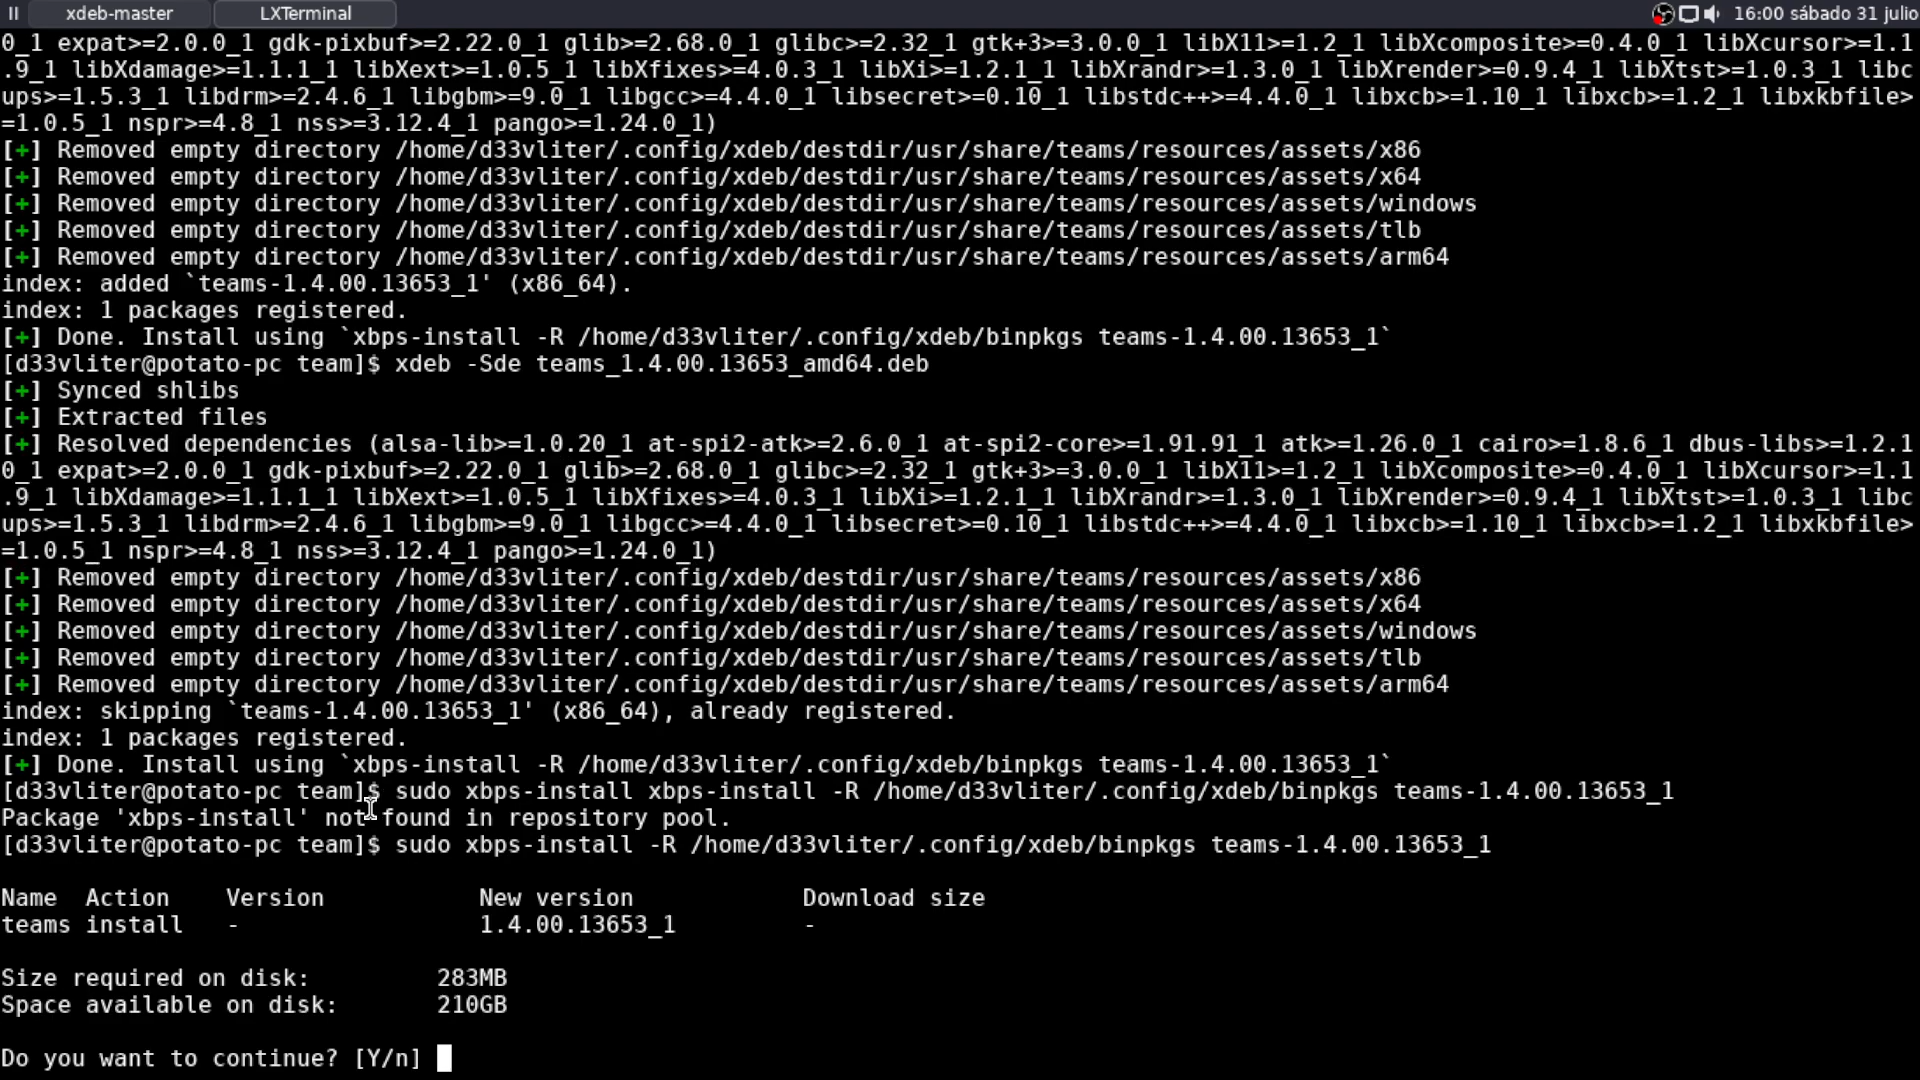 xdeb-master LXTerminal 16:00 sábado 31 julio
0_1 expat>=2.0.0_1 gdk-pixbuf>=2.22.0_1 glib>=2.68.0_1 glibc>=2.32_1 gtk+3>=3.0.0_1 libX11>=1.2_1 libXcomposite>=0.4.0_1 libXcursor>=1.1
.9_1 libXdamage>=1.1.1_1 libXext>=1.0.5_1 libXfixes>=4.0.3_1 libXi>=1.2.1_1 libXrandr>=1.3.0_1 libXrender>=0.9.4_1 libXtst>=1.0.3_1 libc
ups>=1.5.3_1 libdrm>=2.4.6_1 libgbm>=9.0_1 libgcc>=4.4.0_1 libsecret>=0.10_1 libstdc++>=4.4.0_1 libxcb>=1.10_1 libxcb>=1.2_1 libxkbfile>
=1.0.5_1 nspr>=4.8_1 nss>=3.12.4_1 pango>=1.24.0_1)
[+] Removed empty directory /home/d33vliter/.config/xdeb/destdir/usr/share/teams/resources/assets/x86
[+] Removed empty directory /home/d33vliter/.config/xdeb/destdir/usr/share/teams/resources/assets/x64
[+] Removed empty directory /home/d33vliter/.config/xdeb/destdir/usr/share/teams/resources/assets/windows
[+] Removed empty directory /home/d33vliter/.config/xdeb/destdir/usr/share/teams/resources/assets/tlb
[+] Removed empty directory /home/d33vliter/.config/xdeb/destdir/usr/share/teams/resources/assets/arm64
index: added `teams-1.4.00.13653_1' (x86_64).
index: 1 packages registered.
[+] Done. Install using `xbps-install -R /home/d33vliter/.config/xdeb/binpkgs teams-1.4.00.13653_1`
[d33vliter@potato-pc team]$ xdeb -Sde teams_1.4.00.13653_amd64.deb
[+] Synced shlibs
[+] Extracted files
[+] Resolved dependencies (alsa-lib>=1.0.20_1 at-spi2-atk>=2.6.0_1 at-spi2-core>=1.91.91_1 atk>=1.26.0_1 cairo>=1.8.6_1 dbus-libs>=1.2.1
0_1 expat>=2.0.0_1 gdk-pixbuf>=2.22.0_1 glib>=2.68.0_1 glibc>=2.32_1 gtk+3>=3.0.0_1 libX11>=1.2_1 libXcomposite>=0.4.0_1 libXcursor>=1.1
.9_1 libXdamage>=1.1.1_1 libXext>=1.0.5_1 libXfixes>=4.0.3_1 libXi>=1.2.1_1 libXrandr>=1.3.0_1 libXrender>=0.9.4_1 libXtst>=1.0.3_1 libc
ups>=1.5.3_1 libdrm>=2.4.6_1 libgbm>=9.0_1 libgcc>=4.4.0_1 libsecret>=0.10_1 libstdc++>=4.4.0_1 libxcb>=1.10_1 libxcb>=1.2_1 libxkbfile>
=1.0.5_1 nspr>=4.8_1 nss>=3.12.4_1 pango>=1.24.0_1)
[+] Removed empty directory /home/d33vliter/.config/xdeb/destdir/usr/share/teams/resources/assets/x86
[+] Removed empty directory /home/d33vliter/.config/xdeb/destdir/usr/share/teams/resources/assets/x64
[+] Removed empty directory /home/d33vliter/.config/xdeb/destdir/usr/share/teams/resources/assets/windows
[+] Removed empty directory /home/d33vliter/.config/xdeb/destdir/usr/share/teams/resources/assets/tlb
[+] Removed empty directory /home/d33vliter/.config/xdeb/destdir/usr/share/teams/resources/assets/arm64
index: skipping `teams-1.4.00.13653_1' (x86_64), already registered.
index: 1 packages registered.
[+] Done. Install using `xbps-install -R /home/d33vliter/.config/xdeb/binpkgs teams-1.4.00.13653_1`
[d33vliter@potato-pc team]$ sudo xbps-install xbps-install -R /home/d33vliter/.config/xdeb/binpkgs teams-1.4.00.13653_1
Package 'xbps-install' not found in repository pool.
[d33vliter@potato-pc team]$ sudo xbps-install -R /home/d33vliter/.config/xdeb/binpkgs teams-1.4.00.13653_1
Name Action Version New version Download size
teams install - 1.4.00.13653_1 -
Size required on disk: 283MB
Space available on disk: 210GB
Do you want to continue? [Y/n]